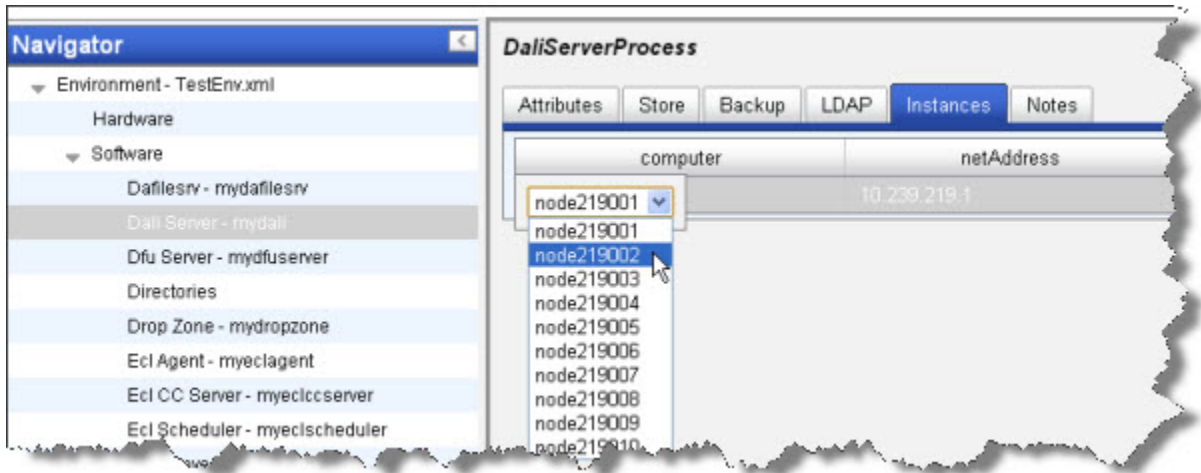 Navigator
Environment - TestEnv.xml
Hardware
Software
Dafilesrv - mydafilesrv
Dali Server - mydali
Dfu Server - mydfuserver
Directories
Drop Zone - mydropzone
Ecl Agent - myeclagent
Ecl CC Server - myeclccserver
Ecl Scheduler - myeclscheduler
DaliServerProcess
Attributes Store Backup LDAP Instances Notes
computer netAddress
node219001 10.239.219.1
node219001
node219002
node219003
node219004
node219005
node219006
node219007
node219008
node219009
node219010